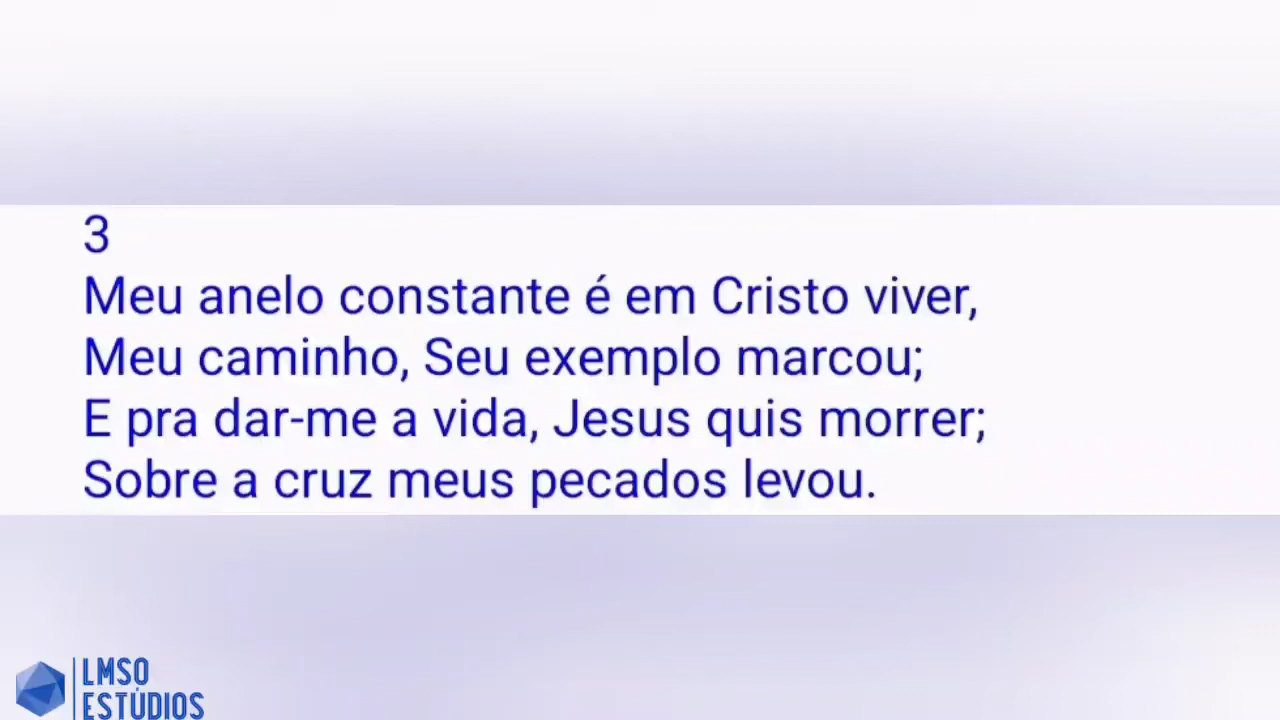 3
Meu anelo constante é em Cristo viver,
Meu caminho, Seu exemplo marcou;
E pra dar-me a vida, Jesus quis morrer;
Sobre a cruz meus pecados levou.
LMSO
ESTÚDIOS